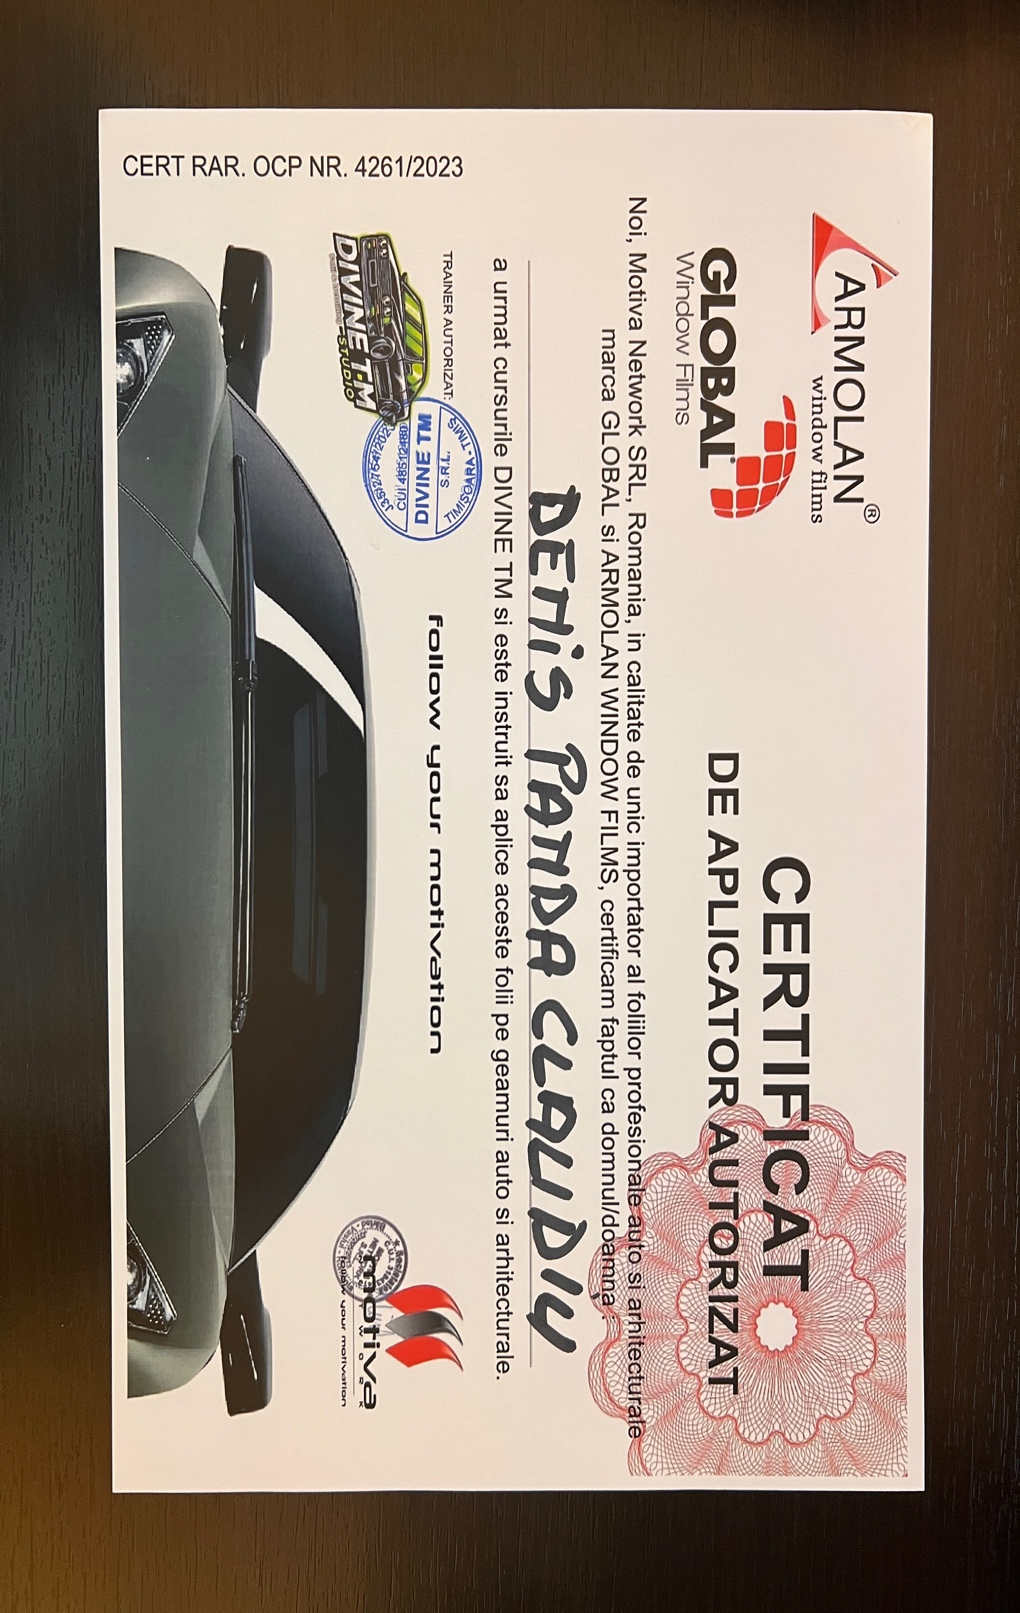 ARMOLAN®
window films
GLOBAL®
Window Films
CERTIFICAT
DE APLICATOR AUTORIZAT
Noi, Motiva Network SRL, Romania, in calitate de unic importator al foliilor profesionale auto si arhitecturale
marca GLOBAL si ARMOLAN WINDOW FILMS, certificam faptul ca domnul/doamna :
DEMiS PANDA CLAUDIU
a urmat cursurile DIVINE TM si este instruit sa aplice aceste folii pe geamuri auto si arhitecturale.
TRAINER AUTORIZAT:
DIVINE TM
STUDIO
TIMISOARA - TIMIS
S.R.L.
DIVINE TM
follow your motivation
motiva
NETWORK
follow your motivation
CERT RAR. OCP NR. 4261/2023